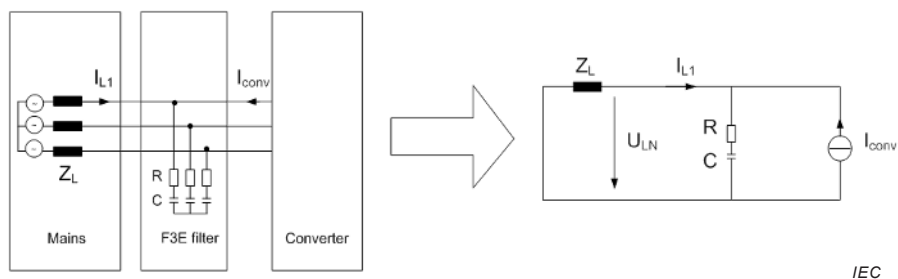 I_L1
I_conv
Z_L
R
C
Mains
F3E filter
Converter
Z_L
I_L1
U_LN
R
C
I_conv
IEC